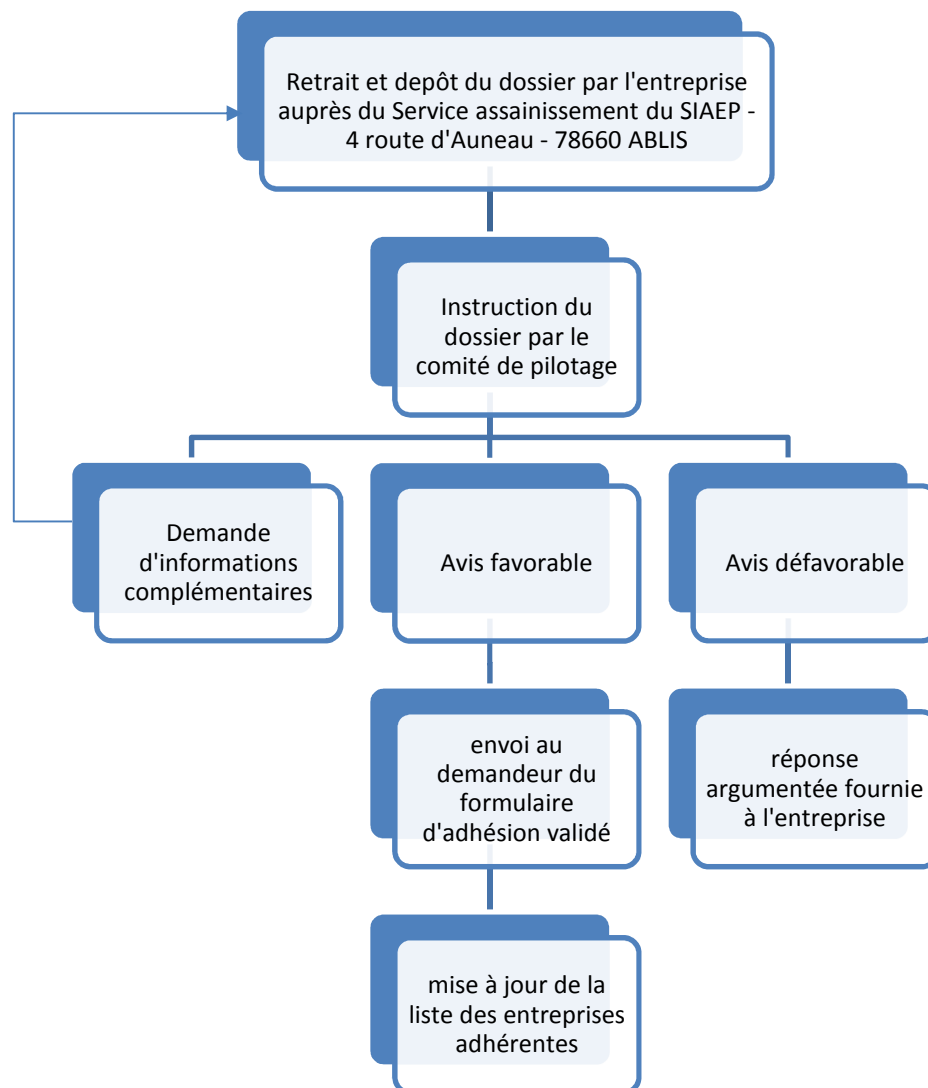 Retrait et depôt du dossier par l'entreprise
auprès du Service assainissement du SIAEP -
4 route d'Auneau - 78660 ABLIS
Instruction du
dossier par le
comité de pilotage
Demande
d'informations
complémentaires
Avis favorable
Avis défavorable
envoi au
demandeur du
formulaire
d'adhésion validé
réponse
argumentée fournie
à l'entreprise
mise à jour de la
liste des entreprises
adhérentes